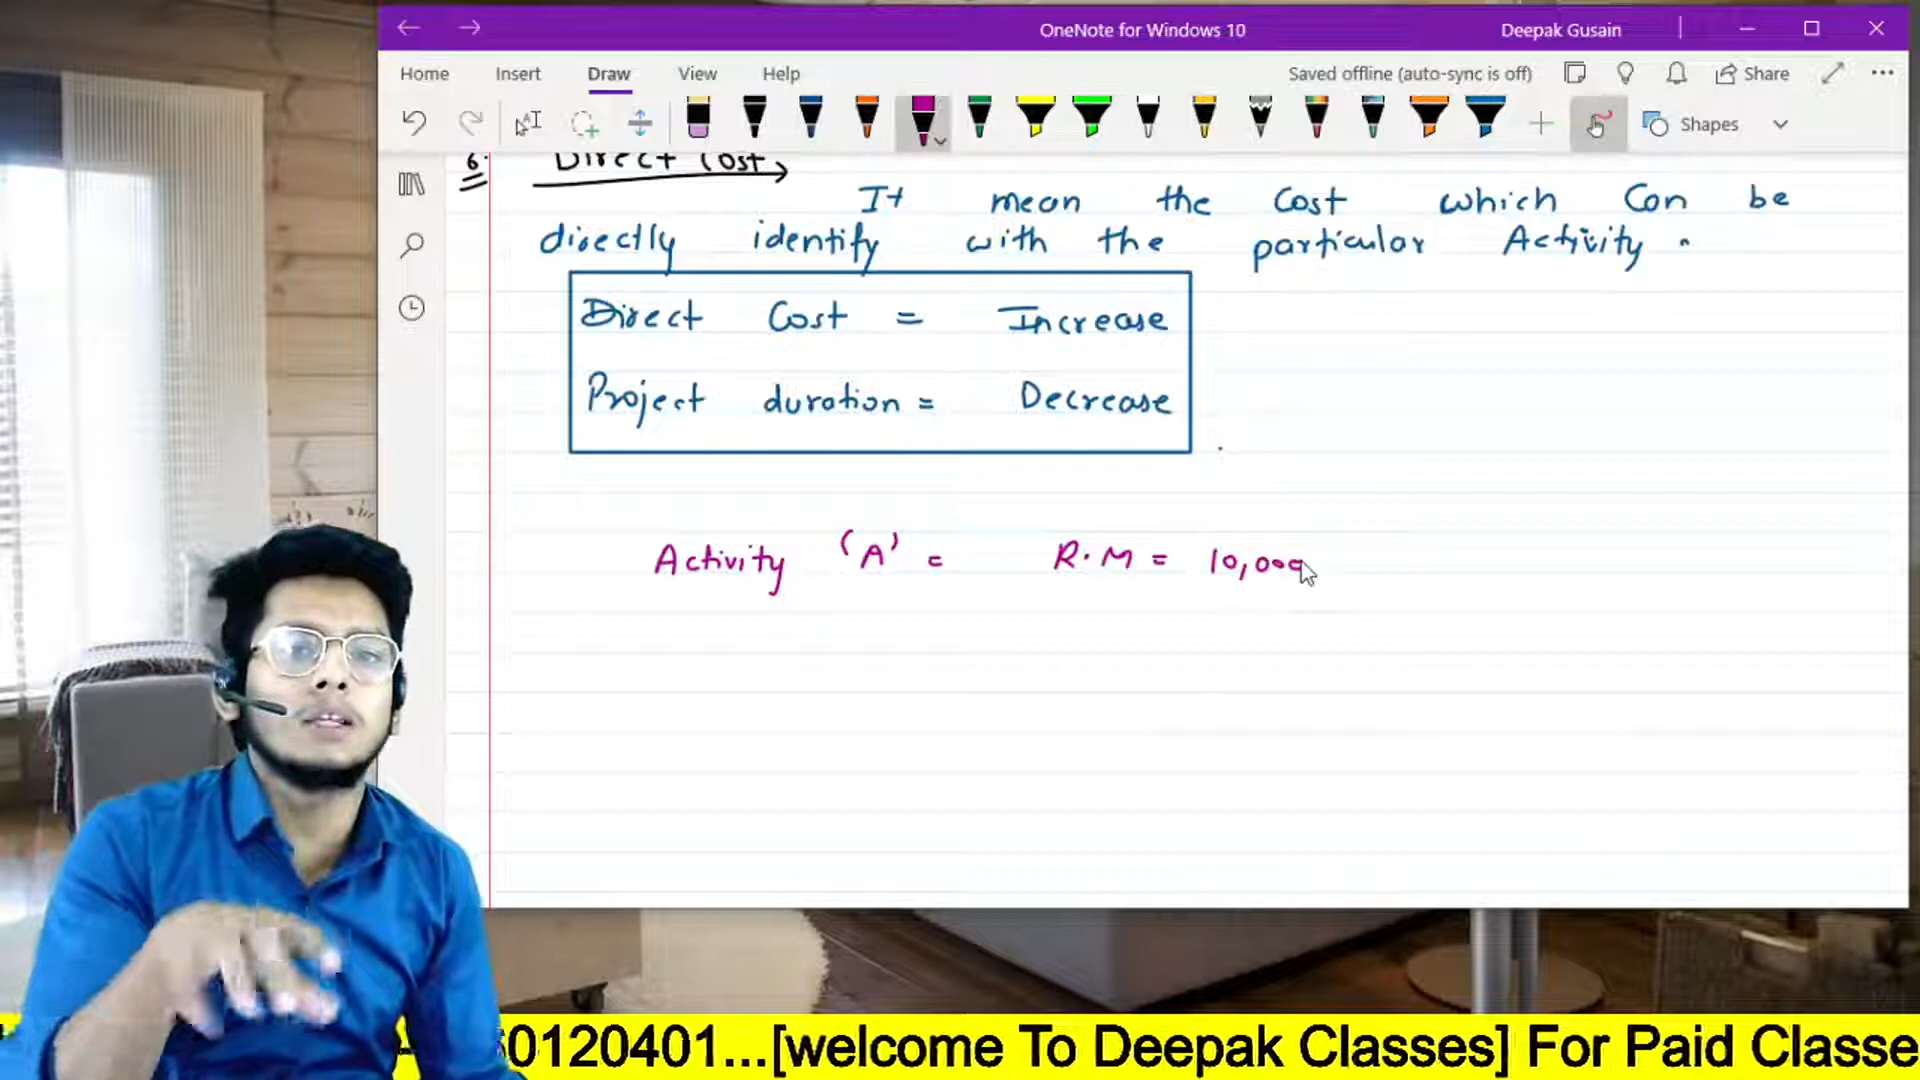 OneNote for Windows 10
Deepak Gusain
Home Insert Draw View Help
Saved offline (auto-sync is off)
Share
Shapes
6. Direct Cost
It mean the Cost which Can be
directly identify with the particular Activity.
Direct Cost = Increase
Project duration = Decrease
Activity (A) = R.M = 10,000
0120401...[welcome To Deepak Classes] For Paid Classe